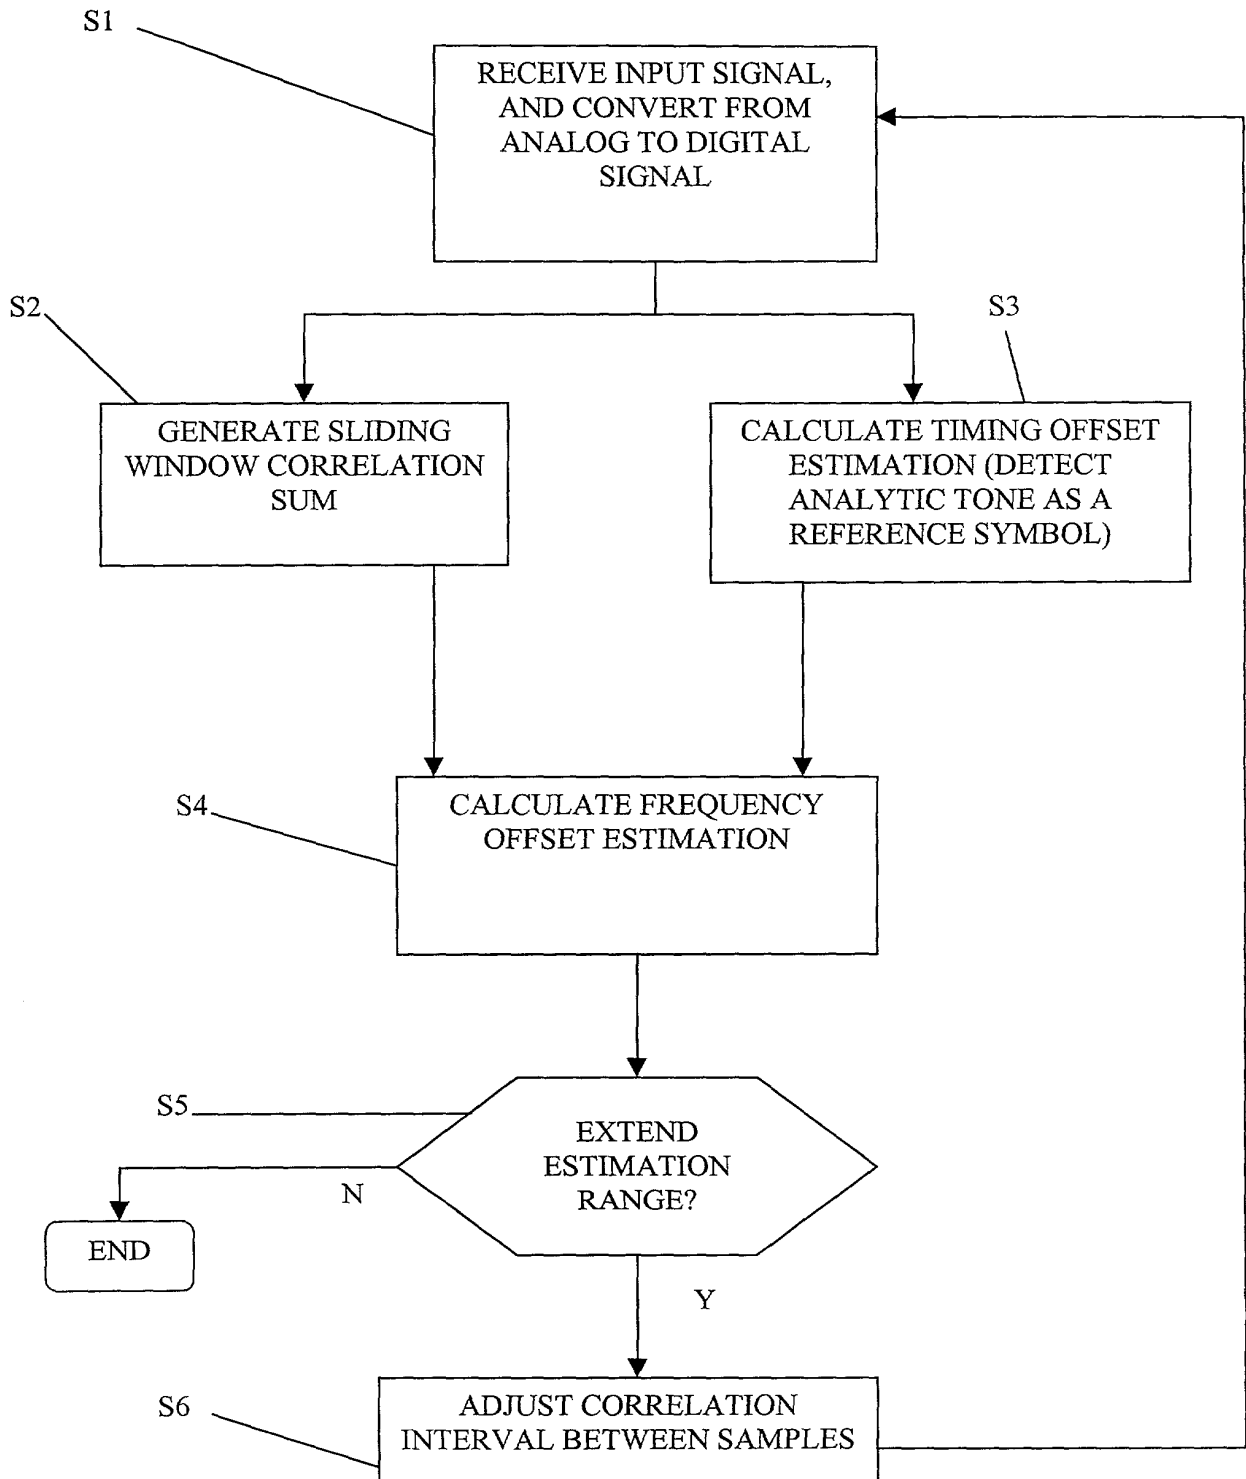 S1
RECEIVE INPUT SIGNAL,
AND CONVERT FROM
ANALOG TO DIGITAL
SIGNAL
S2
S3
GENERATE SLIDING
WINDOW CORRELATION
SUM
CALCULATE TIMING OFFSET
ESTIMATION (DETECT
ANALYTIC TONE AS A
REFERENCE SYMBOL)
S4
CALCULATE FREQUENCY
OFFSET ESTIMATION
S5
EXTEND
ESTIMATION
RANGE?
N
END
Y
S6
ADJUST CORRELATION
INTERVAL BETWEEN SAMPLES